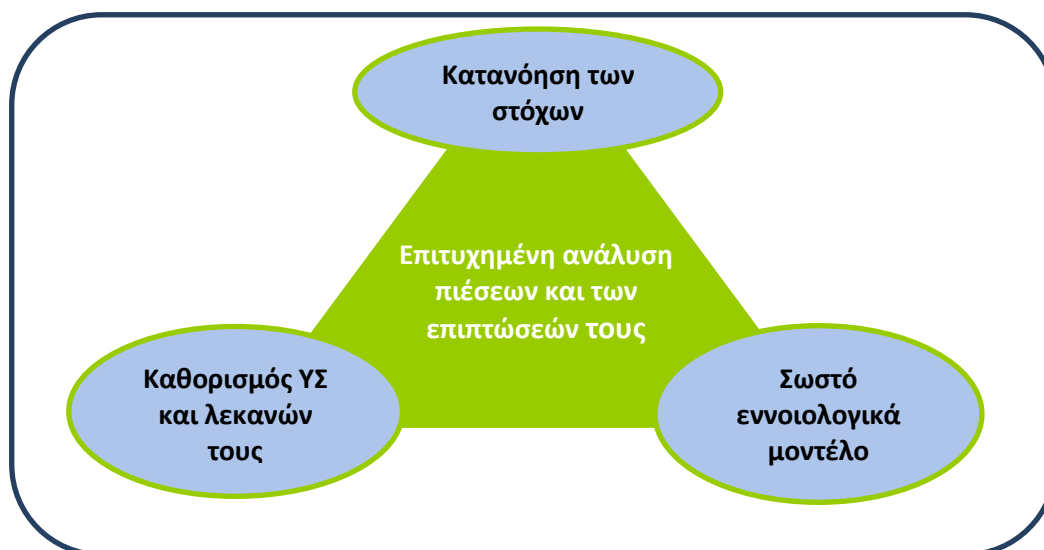 Κατανόηση των
στόχων
Επιτυχημένη ανάλυση
πιέσεων και των
επιπτώσεών τους
Καθορισμός ΥΣ
και λεκανών
τους
Σωστό
εννοιολογικά
μοντέλο